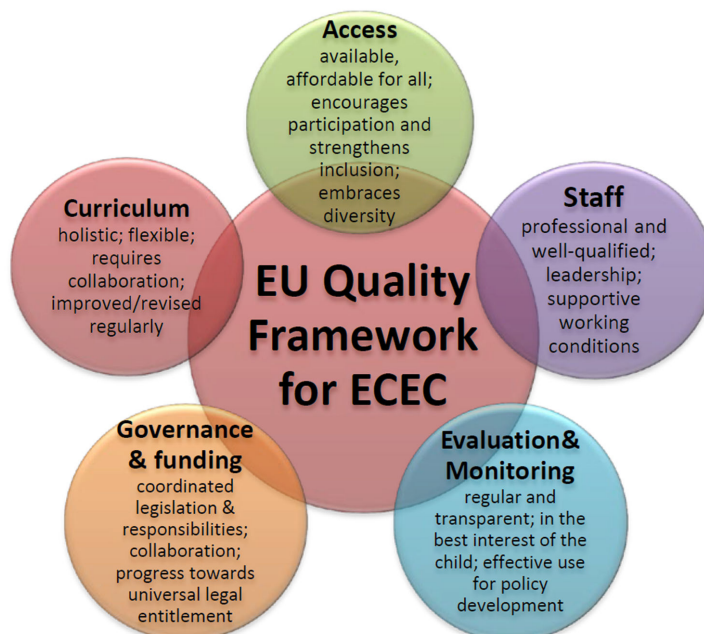 Access
available,
affordable for all;
encourages
participation and
strengthens
inclusion;
embraces
diversity
Curriculum
holistic; flexible;
requires
collaboration;
improved/revised
regularly
Staff
professional and
well-qualified;
leadership;
supportive
working
conditions
EU Quality
Framework
for ECEC
Governance
& funding
coordinated
legislation &
responsibilities;
collaboration;
progress towards
universal legal
entitlement
Evaluation&
Monitoring
regular and
transparent; in the
best interest of the
child; effective use
for policy
development